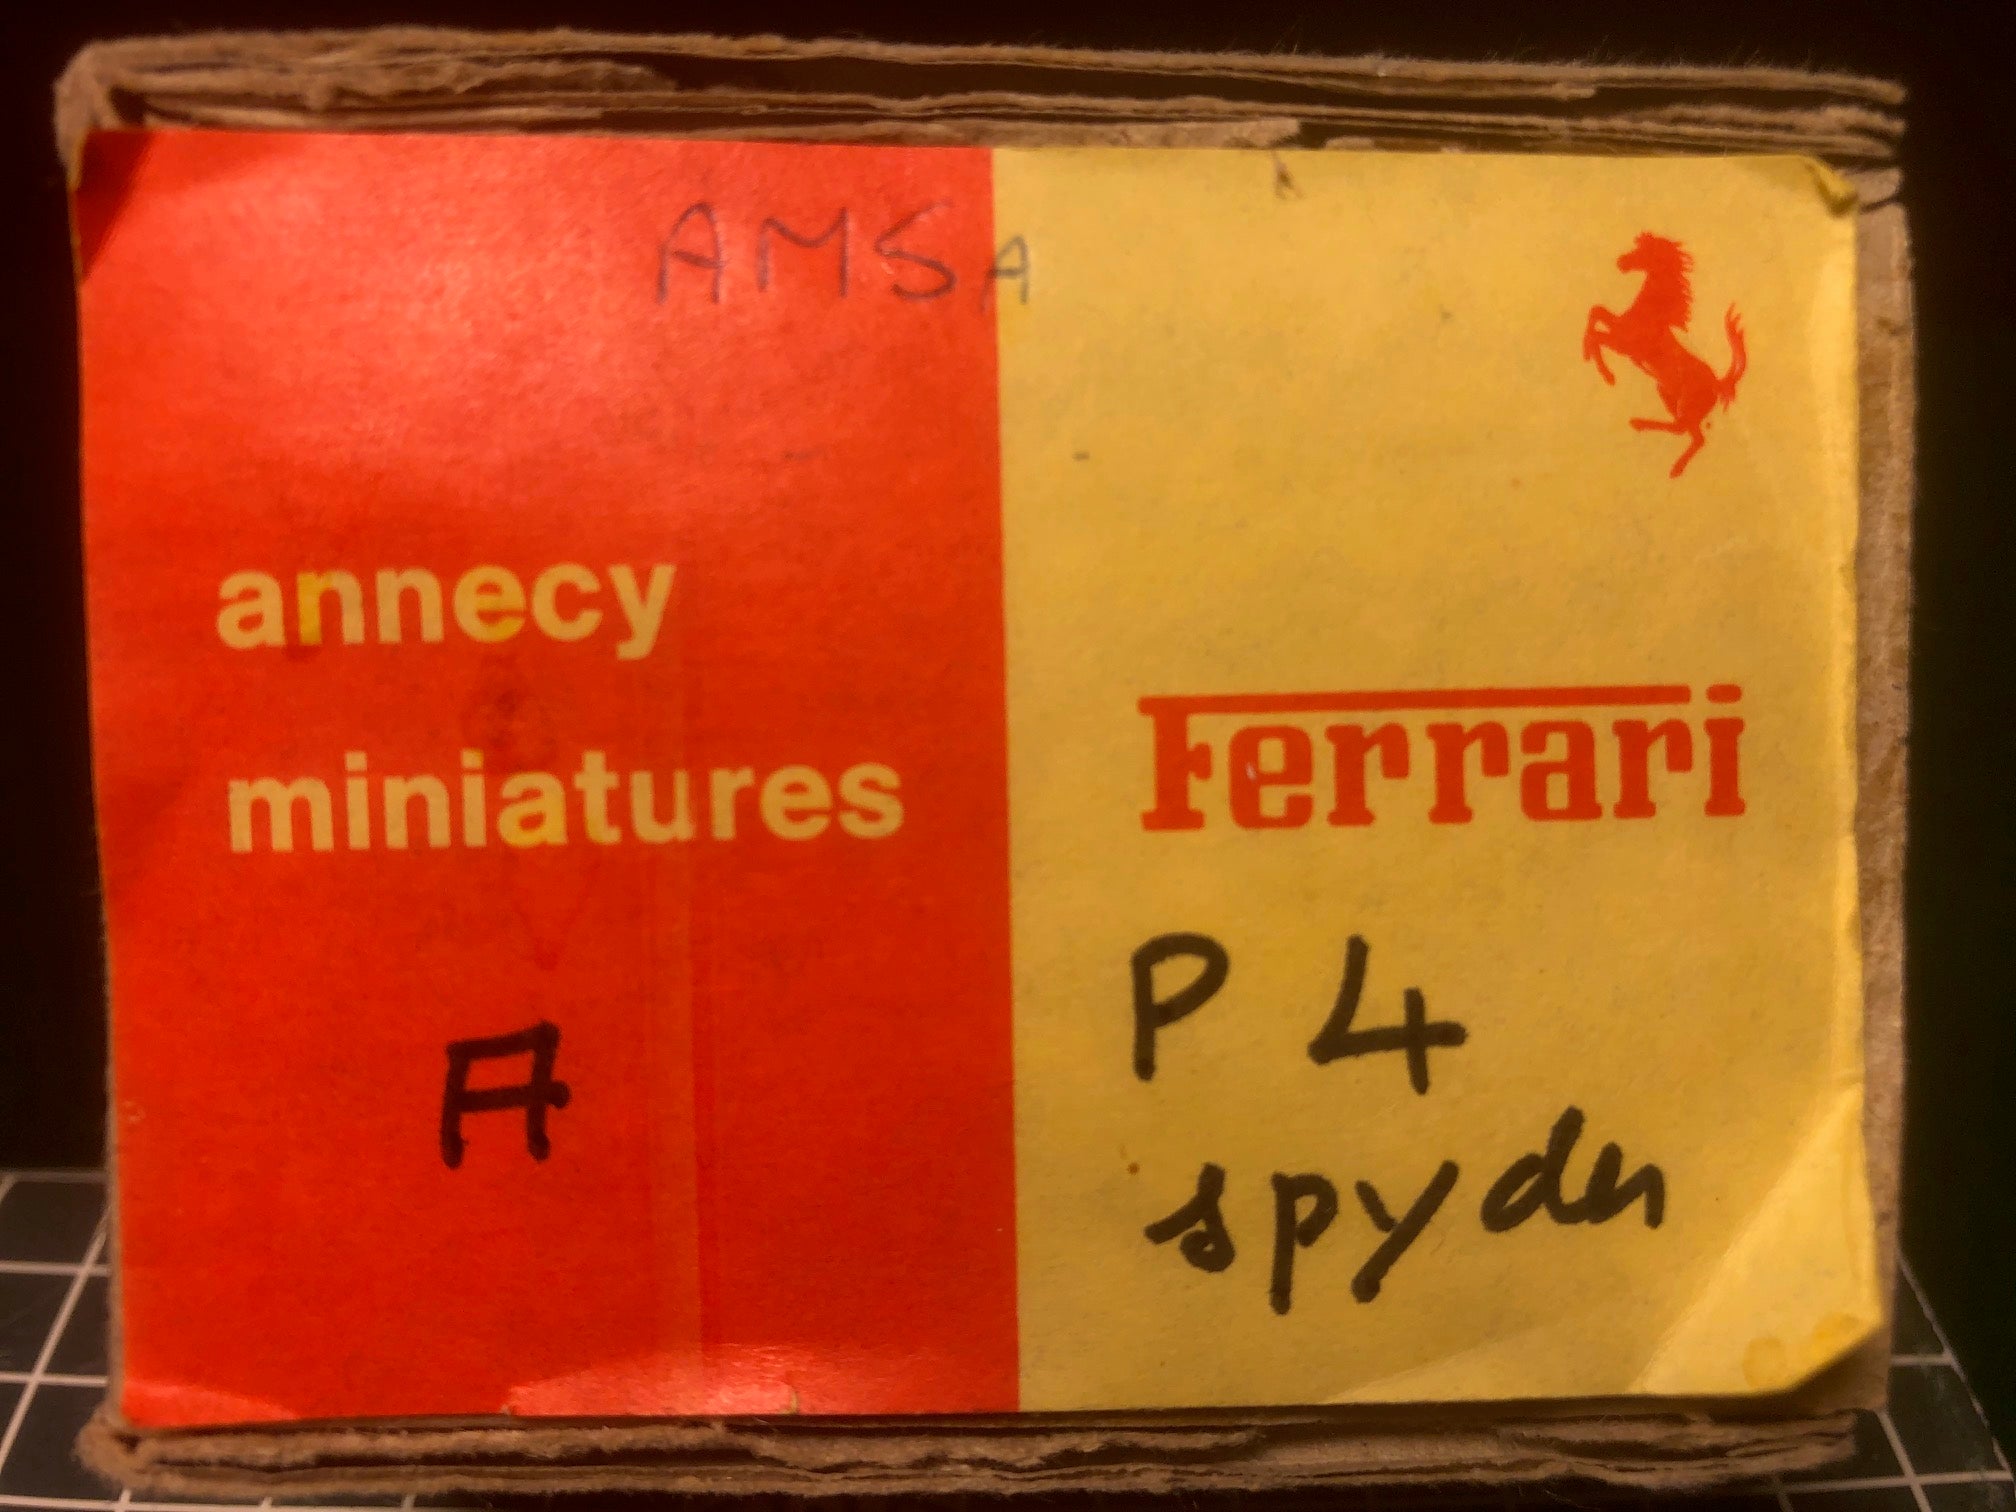 AMSA
annecy
miniatures
A
Ferrari
P 4
spyder